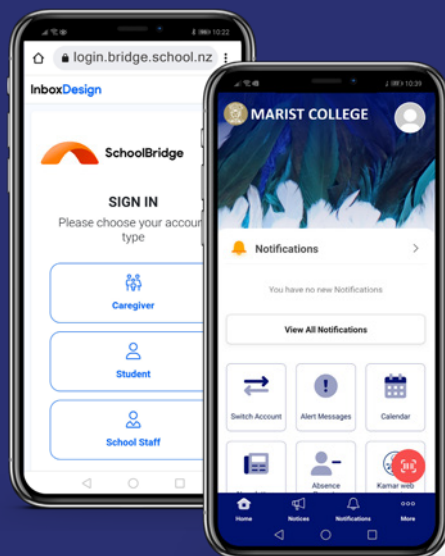 10:22
login.bridge.school.nz
InboxDesign
SchoolBridge
SIGN IN
Please choose your accoun
type
Caregiver
Student
School Staff
10:39
MARIST COLLEGE
Notifications
You have no new Notifications
View All Notifications
Switch Account
Alert Messages
Calendar
Absence
Kamar web
Home
Notices
Notifications
More